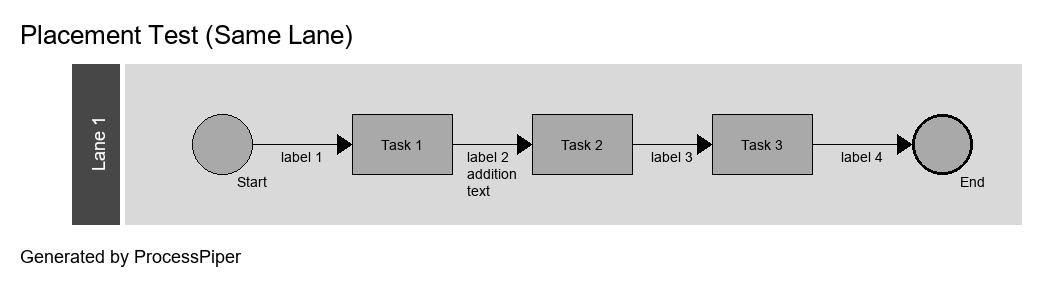 Placement Test (Same Lane)
Lane 1
Start
label 1
Task 1
label 2
addition
text
Task 2
label 3
Task 3
label 4
End
Generated by ProcessPiper